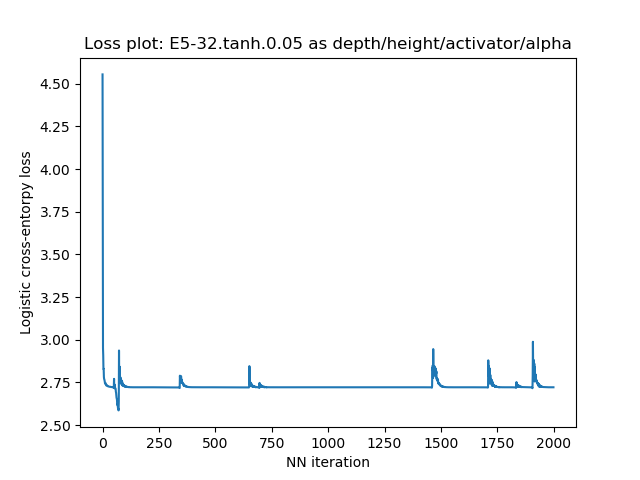 Loss plot: E5-32.tanh.0.05 as depth/height/activator/alpha
4.50
4.25
4.00
3.75
3.50
3.25
3.00
2.75
2.50
Logistic cross-entorpy loss
0 250 500 750 1000 1250 1500 1750 2000
NN iteration